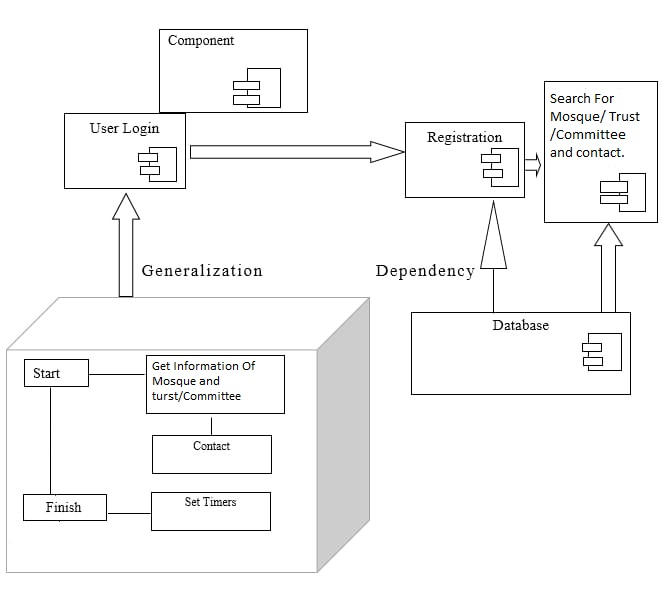 Component
User Login
Registration
Search For
Mosque/ Trust
/Committee
and contact.
Generalization
Dependency
Database
Start
Get Information Of
Mosque and
turst/Committee
Contact
Finish
Set Timers